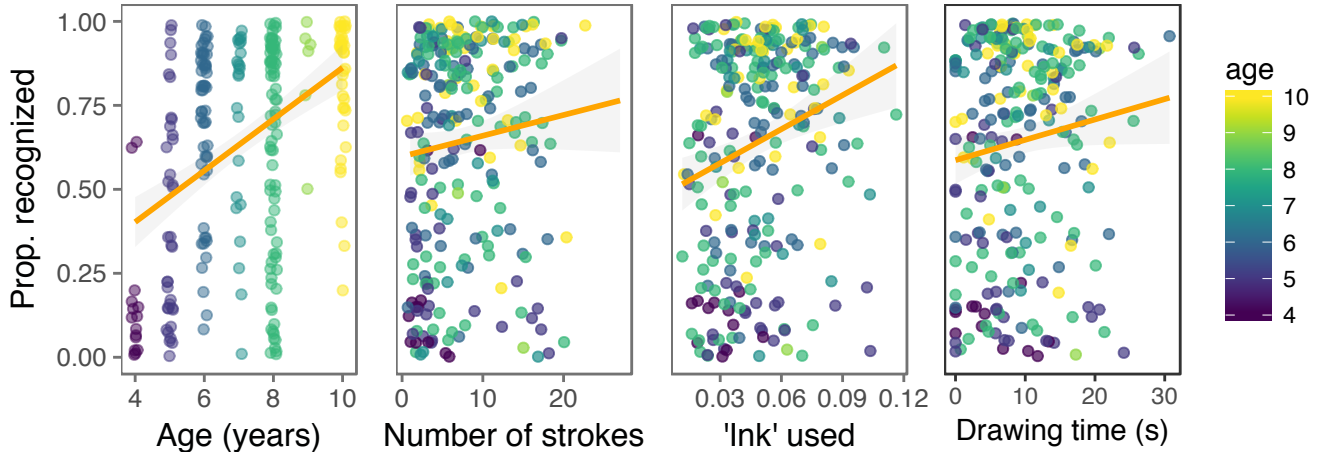 Prop. recognized
1.00
0.75
0.50
0.25
0.00
4 6 8 10
Age (years)
0 10 20
Number of strokes
0.03 0.06 0.09 0.12
'Ink' used
0 10 20 30
Drawing time (s)
age
10
9
8
7
6
5
4